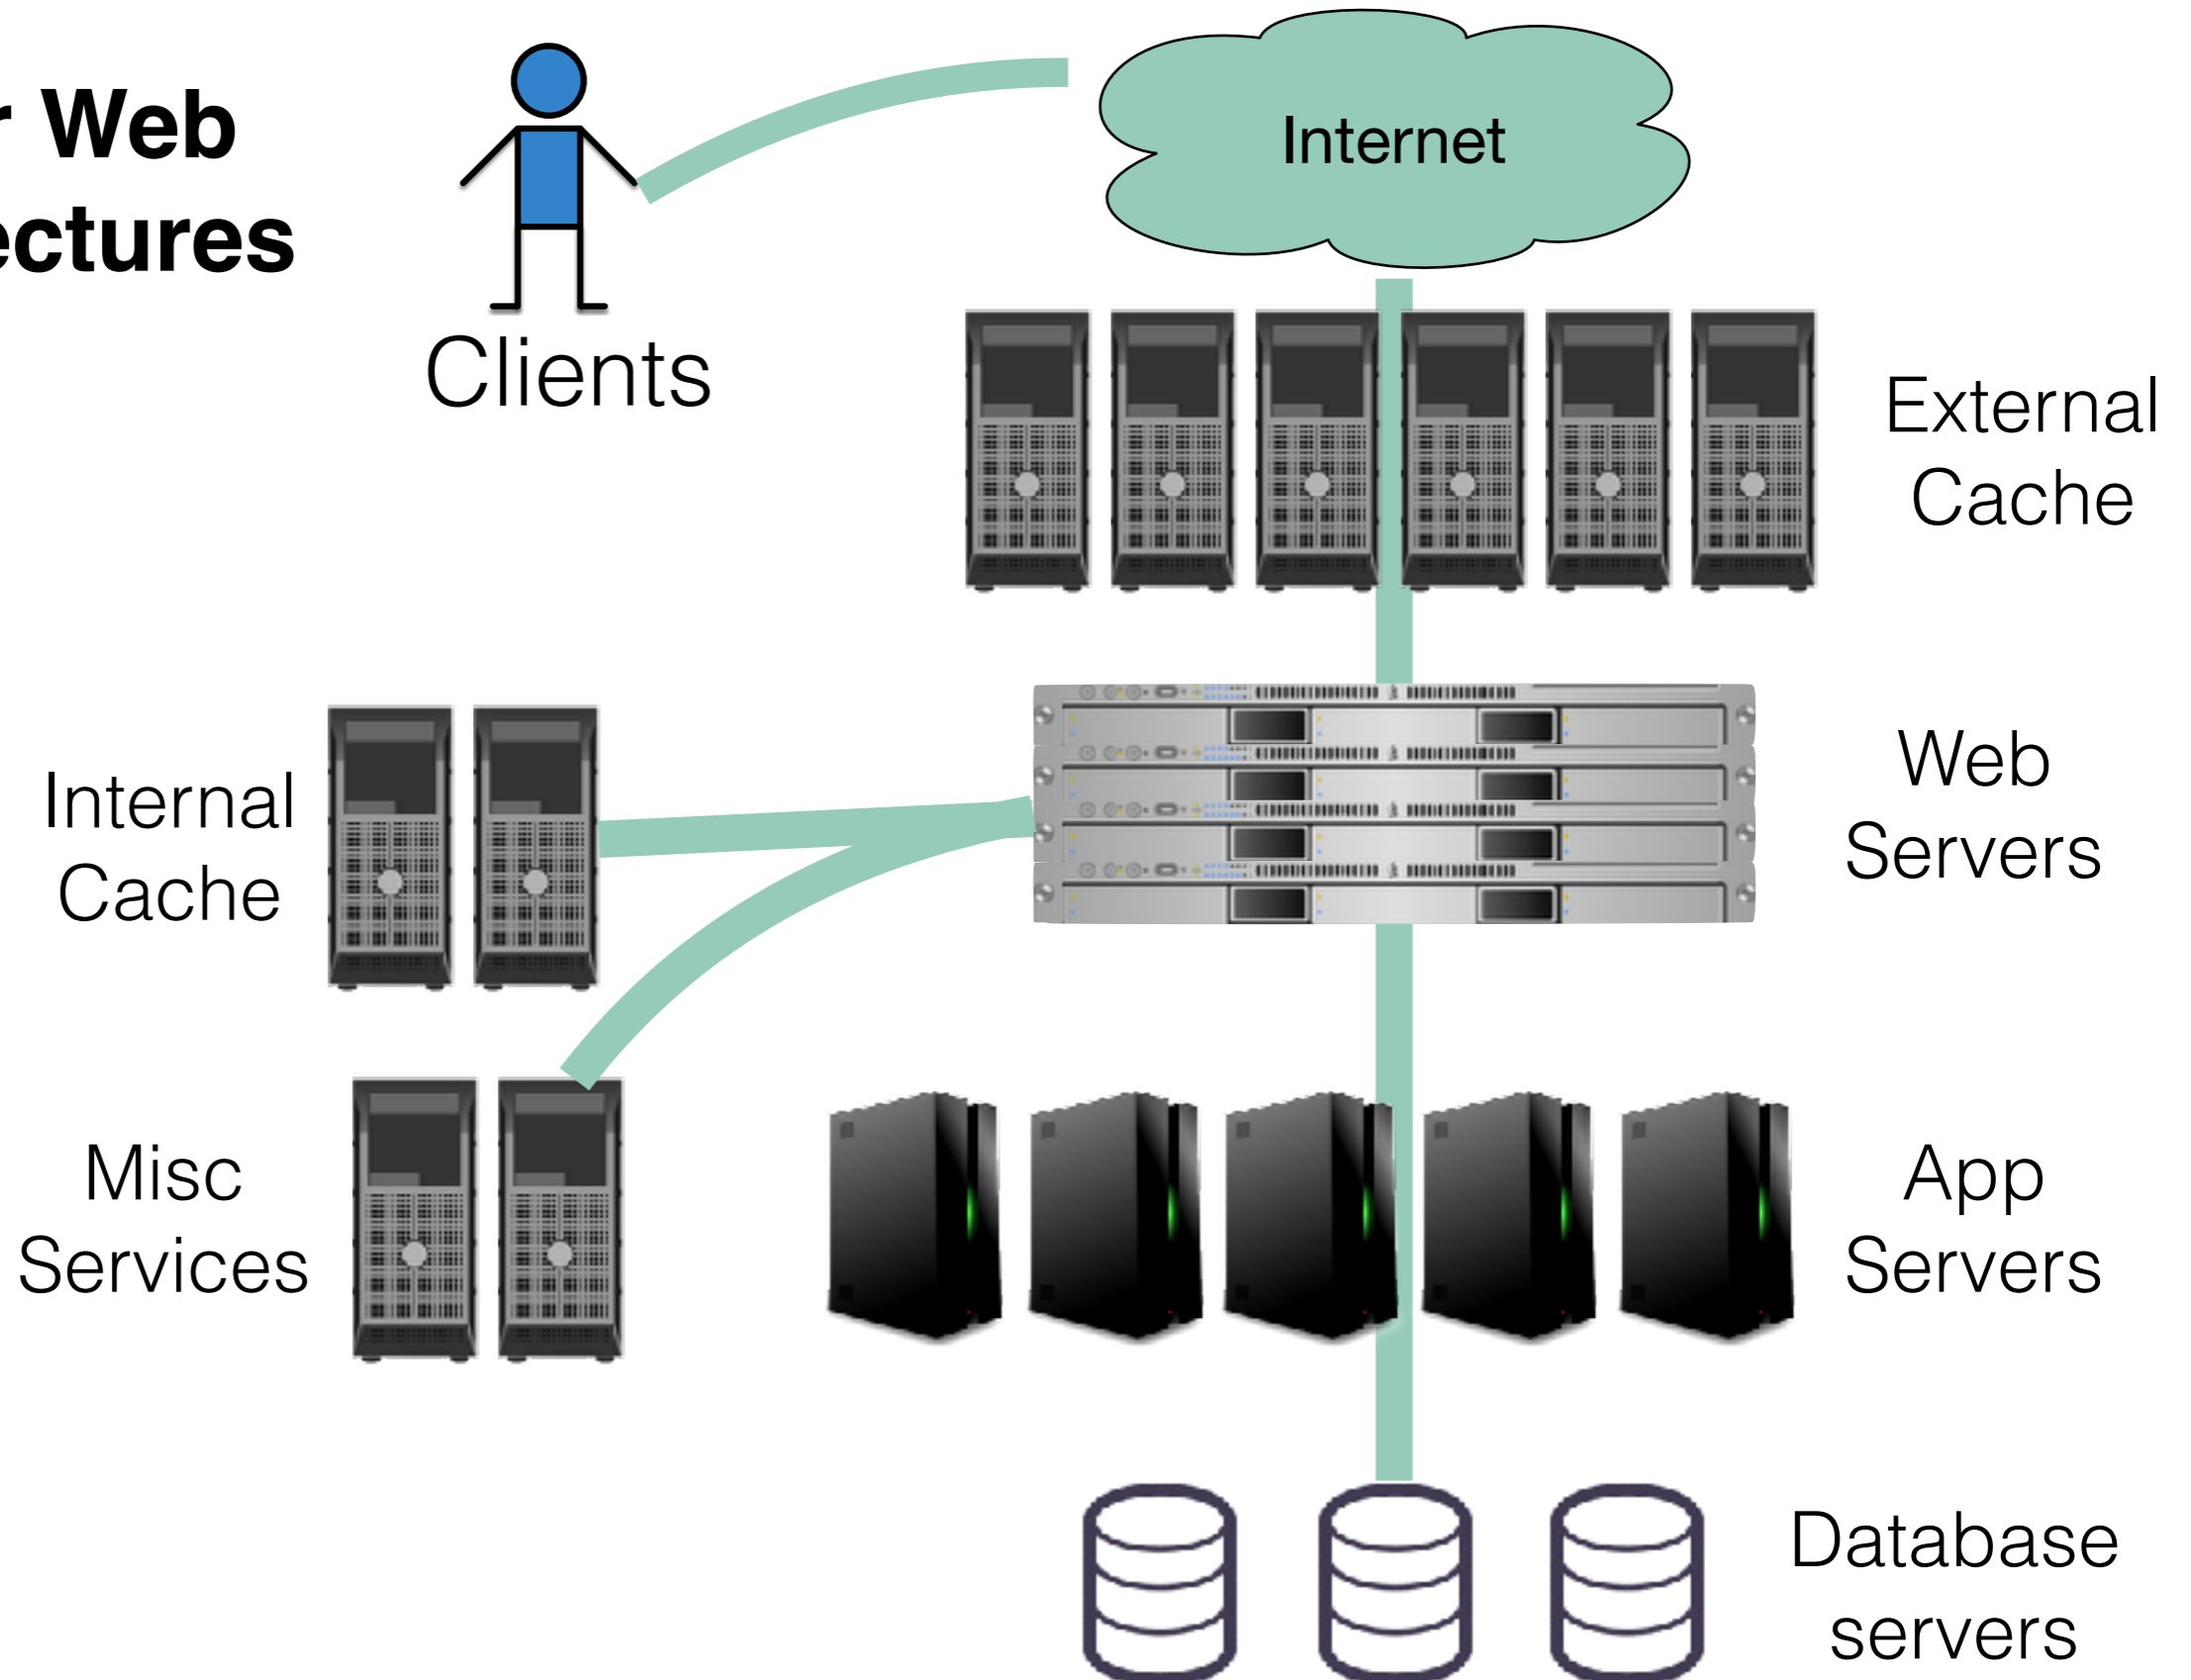 r Web
ectures
Internet
Clients
External
Cache
Internal
Cache
Web
Servers
Misc
Services
App
Servers
Database
servers